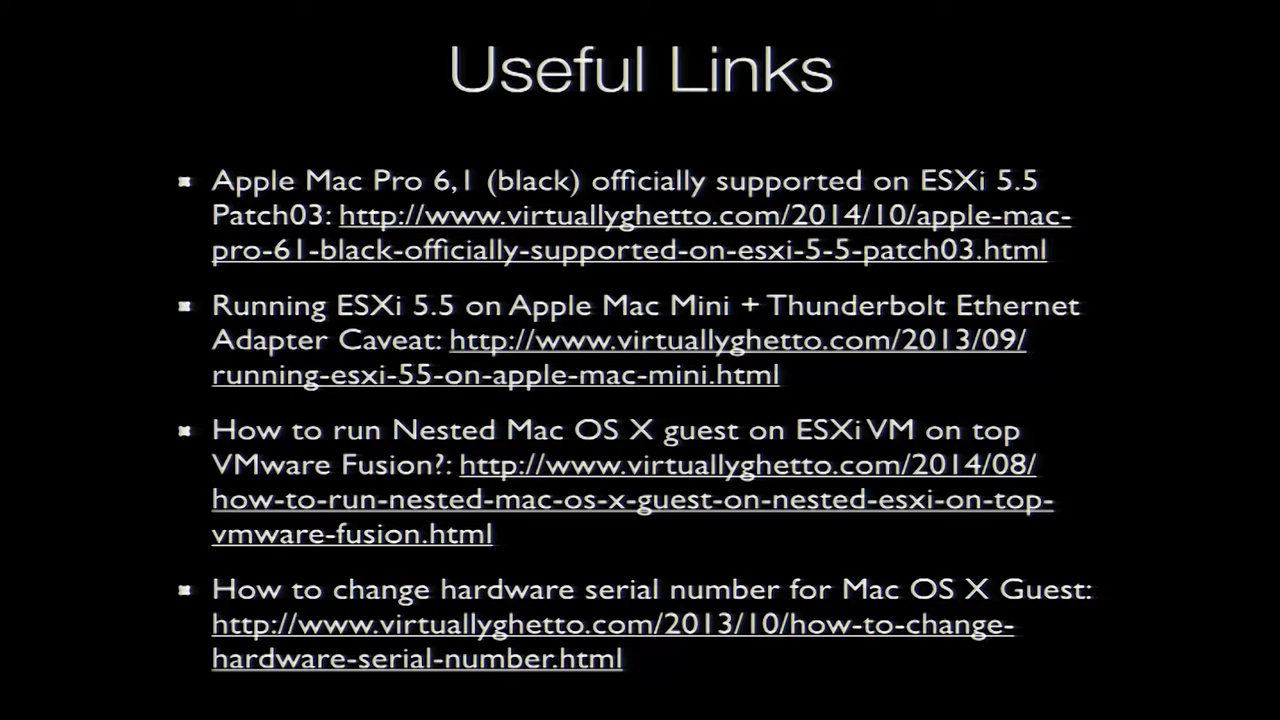 Useful Links
Apple Mac Pro 6,1 (black) officially supported on ESXi 5.5
Patch03: http://www.virtuallyghetto.com/2014/10/apple-mac-
pro-61-black-officially-supported-on-esxi-5-5-patch03.html
Running ESXi 5.5 on Apple Mac Mini + Thunderbolt Ethernet
Adapter Caveat: http://www.virtuallyghetto.com/2013/09/
running-esxi-55-on-apple-mac-mini.html
How to run Nested Mac OS X guest on ESXi VM on top
VMware Fusion?: http://www.virtuallyghetto.com/2014/08/
how-to-run-nested-mac-os-x-guest-on-nested-esxi-on-top-
vmware-fusion.html
How to change hardware serial number for Mac OS X Guest:
http://www.virtuallyghetto.com/2013/10/how-to-change-
hardware-serial-number.html